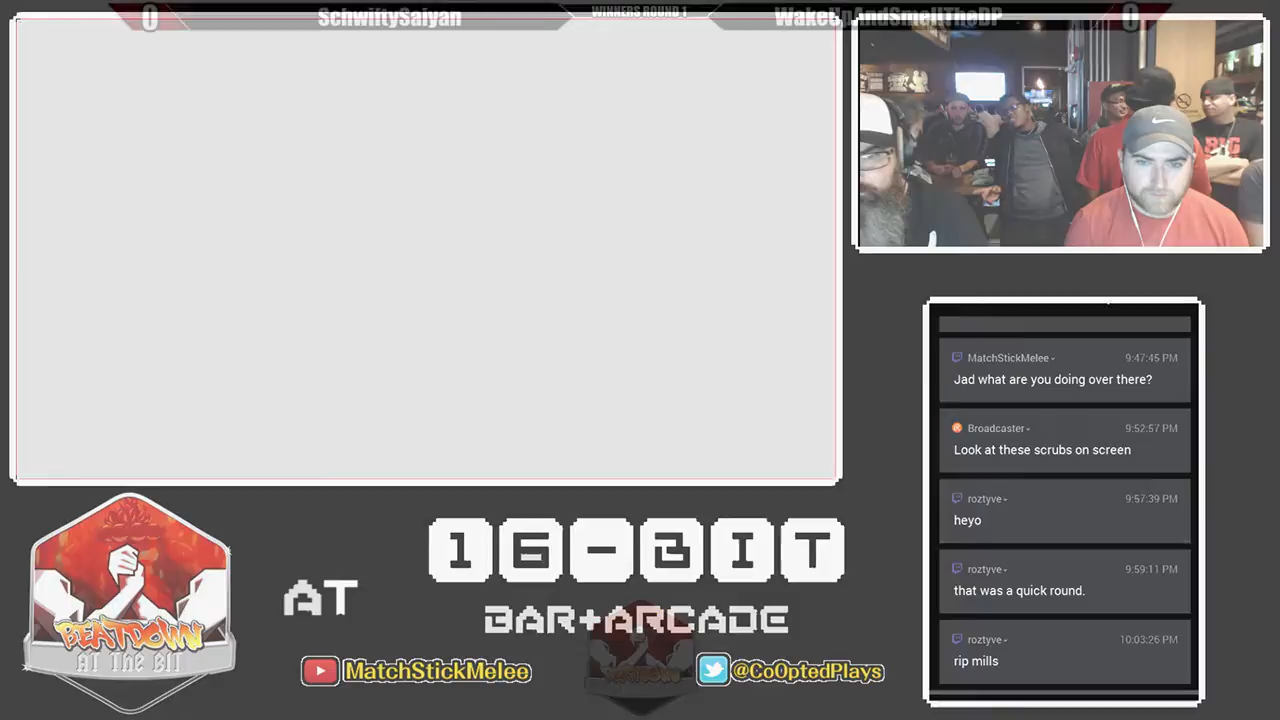 0 SchwiftySaiyan WINNERS ROUND 1 WakeUpAndSmellTheDP 0
BIG
MatchStickMelee 9:47:45 PM
Jad what are you doing over there?
Broadcaster 9:52:57 PM
Look at these scrubs on screen
roztyve 9:57:39 PM
heyo
roztyve 9:59:11 PM
that was a quick round.
roztyve 10:03:26 PM
rip mills
BEATDOWN
AT THE BIT
AT
16-BIT
BAR+ARCADE
MatchStickMelee
@CoOptedPlays